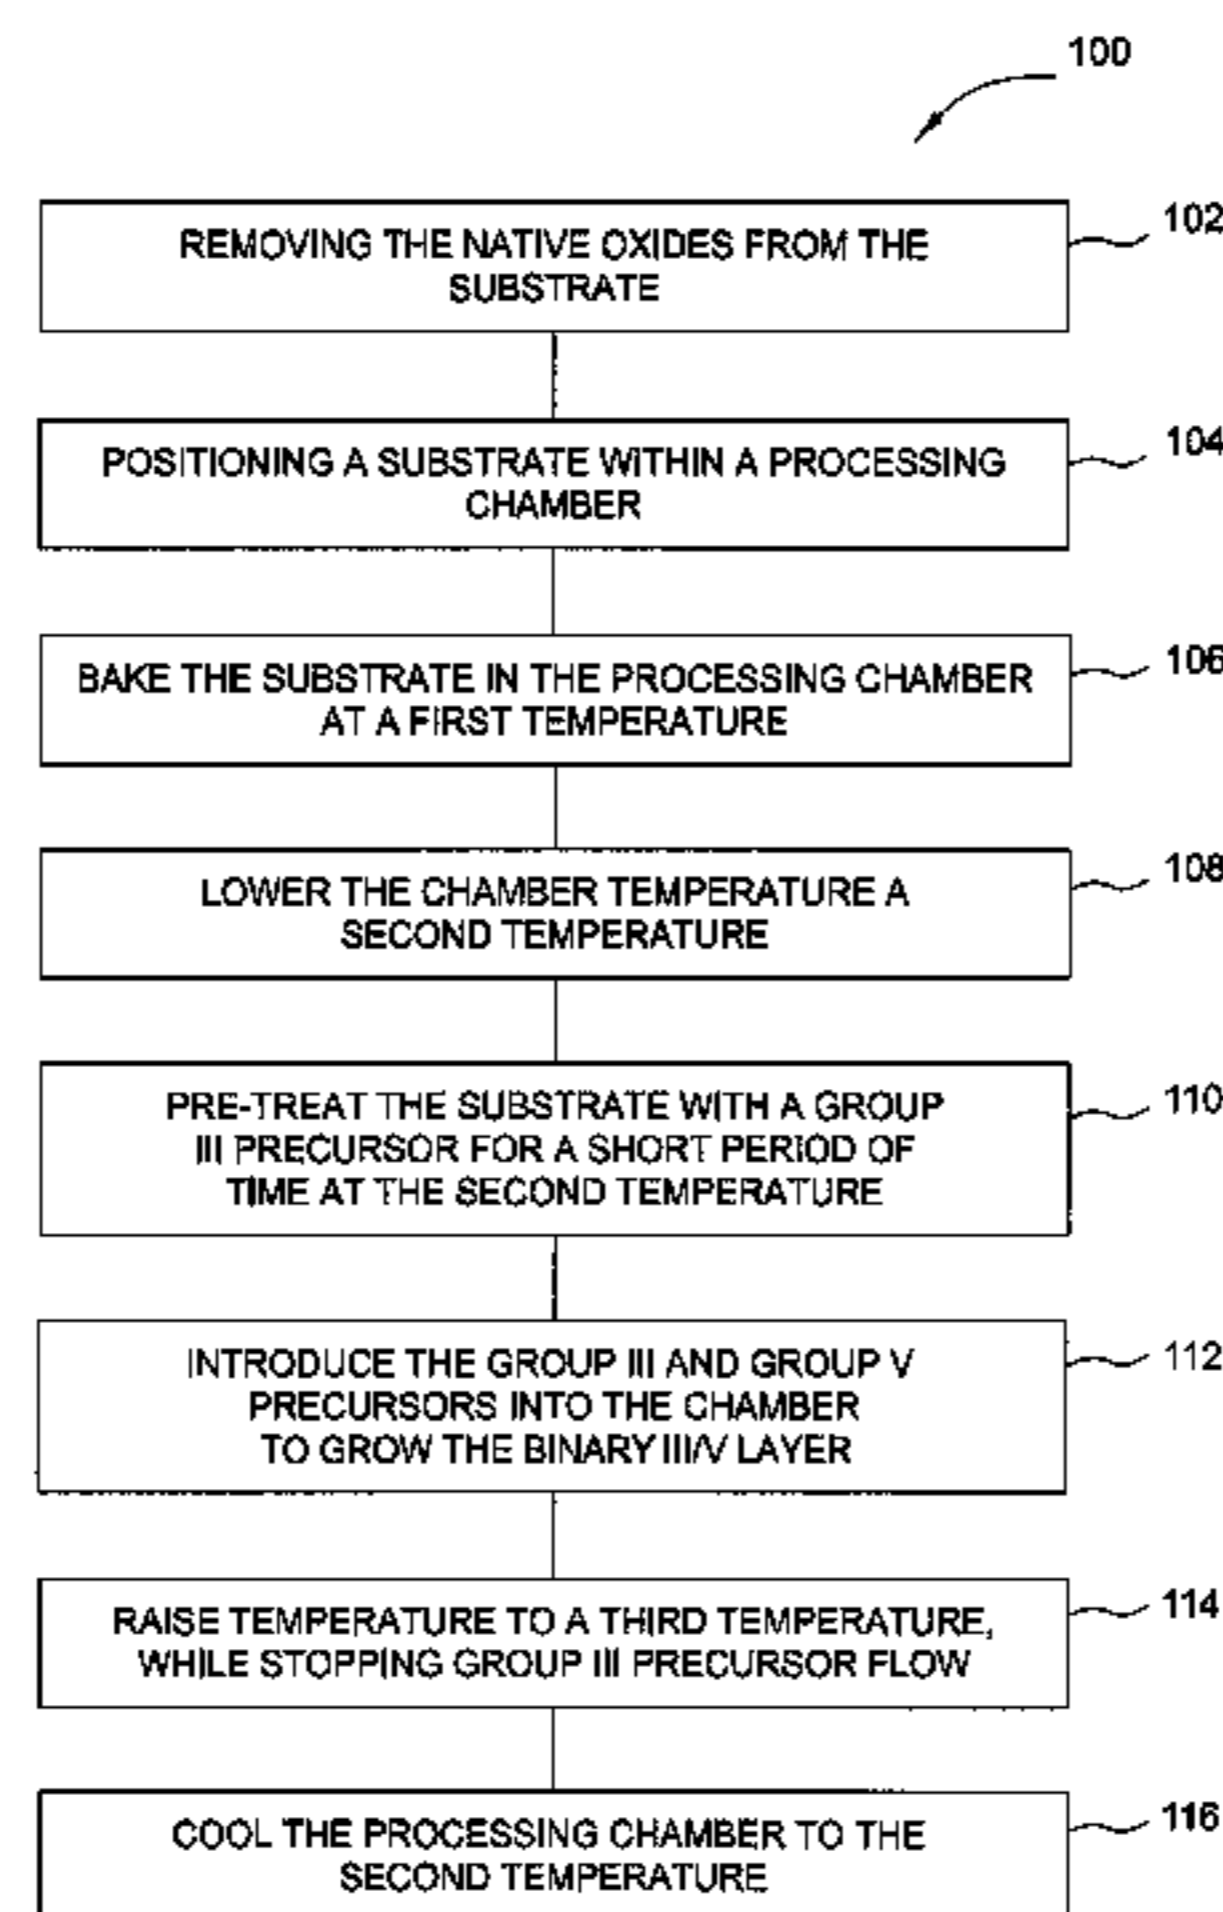 100
REMOVING THE NATIVE OXIDES FROM THE
SUBSTRATE
102
POSITIONING A SUBSTRATE WITHIN A PROCESSING
CHAMBER
104
BAKE THE SUBSTRATE IN THE PROCESSING CHAMBER
AT A FIRST TEMPERATURE
106
LOWER THE CHAMBER TEMPERATURE A
SECOND TEMPERATURE
108
PRE-TREAT THE SUBSTRATE WITH A GROUP
III PRECURSOR FOR A SHORT PERIOD OF
TIME AT THE SECOND TEMPERATURE
110
INTRODUCE THE GROUP III AND GROUP V
PRECURSORS INTO THE CHAMBER
TO GROW THE BINARY III/V LAYER
112
RAISE TEMPERATURE TO A THIRD TEMPERATURE,
WHILE STOPPING GROUP III PRECURSOR FLOW
114
COOL THE PROCESSING CHAMBER TO THE
SECOND TEMPERATURE
116